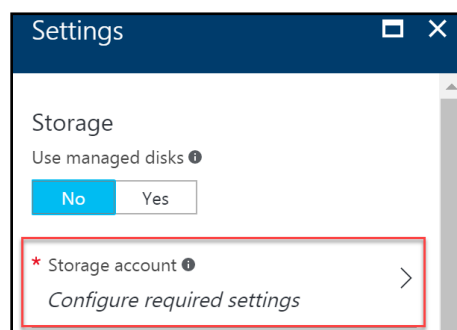 Settings
Storage
Use managed disks
No Yes
* Storage account
Configure required settings